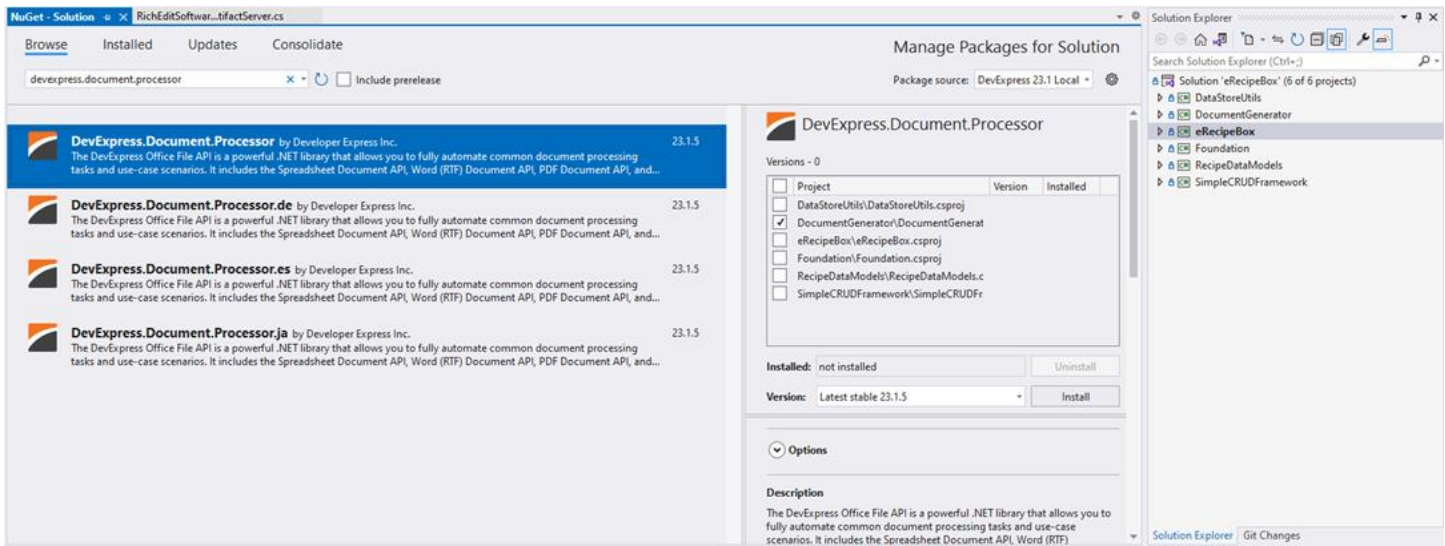 NuGet - Solution
RichEditSoftwar...tifactServer.cs
Browse
Installed
Updates
Consolidate
Manage Packages for Solution
devexpress.document.processor
Include prerelease
Package source: DevExpress 23.1 Local
DevExpress.Document.Processor by Developer Express Inc. 23.1.5
The DevExpress Office File API is a powerful .NET library that allows you to fully automate common document processing
tasks and use-case scenarios. It includes the Spreadsheet Document API, Word (RTF) Document API, PDF Document API, and...
DevExpress.Document.Processor.de by Developer Express Inc. 23.1.5
The DevExpress Office File API is a powerful .NET library that allows you to fully automate common document processing
tasks and use-case scenarios. It includes the Spreadsheet Document API, Word (RTF) Document API, PDF Document API, and...
DevExpress.Document.Processor.es by Developer Express Inc. 23.1.5
The DevExpress Office File API is a powerful .NET library that allows you to fully automate common document processing
tasks and use-case scenarios. It includes the Spreadsheet Document API, Word (RTF) Document API, PDF Document API, and...
DevExpress.Document.Processor.ja by Developer Express Inc. 23.1.5
The DevExpress Office File API is a powerful .NET library that allows you to fully automate common document processing
tasks and use-case scenarios. It includes the Spreadsheet Document API, Word (RTF) Document API, PDF Document API, and...
DevExpress.Document.Processor
Versions - 0
Project Version Installed
DataStoreUtils\DataStoreUtils.csproj
DocumentGenerator\DocumentGenerat
eRecipeBox\eRecipeBox.csproj
Foundation\Foundation.csproj
RecipeDataModels\RecipeDataModels.c
SimpleCRUDFramework\SimpleCRUDFr
Installed: not installed Uninstall
Version: Latest stable 23.1.5 Install
Options
Description
The DevExpress Office File API is a powerful .NET library that allows you to
fully automate common document processing tasks and use-case
scenarios. It includes the Spreadsheet Document API, Word (RTF)
Solution Explorer
Search Solution Explorer (Ctrl+;)
Solution 'eRecipeBox' (6 of 6 projects)
DataStoreUtils
DocumentGenerator
eRecipeBox
Foundation
RecipeDataModels
SimpleCRUDFramework
Solution Explorer Git Changes